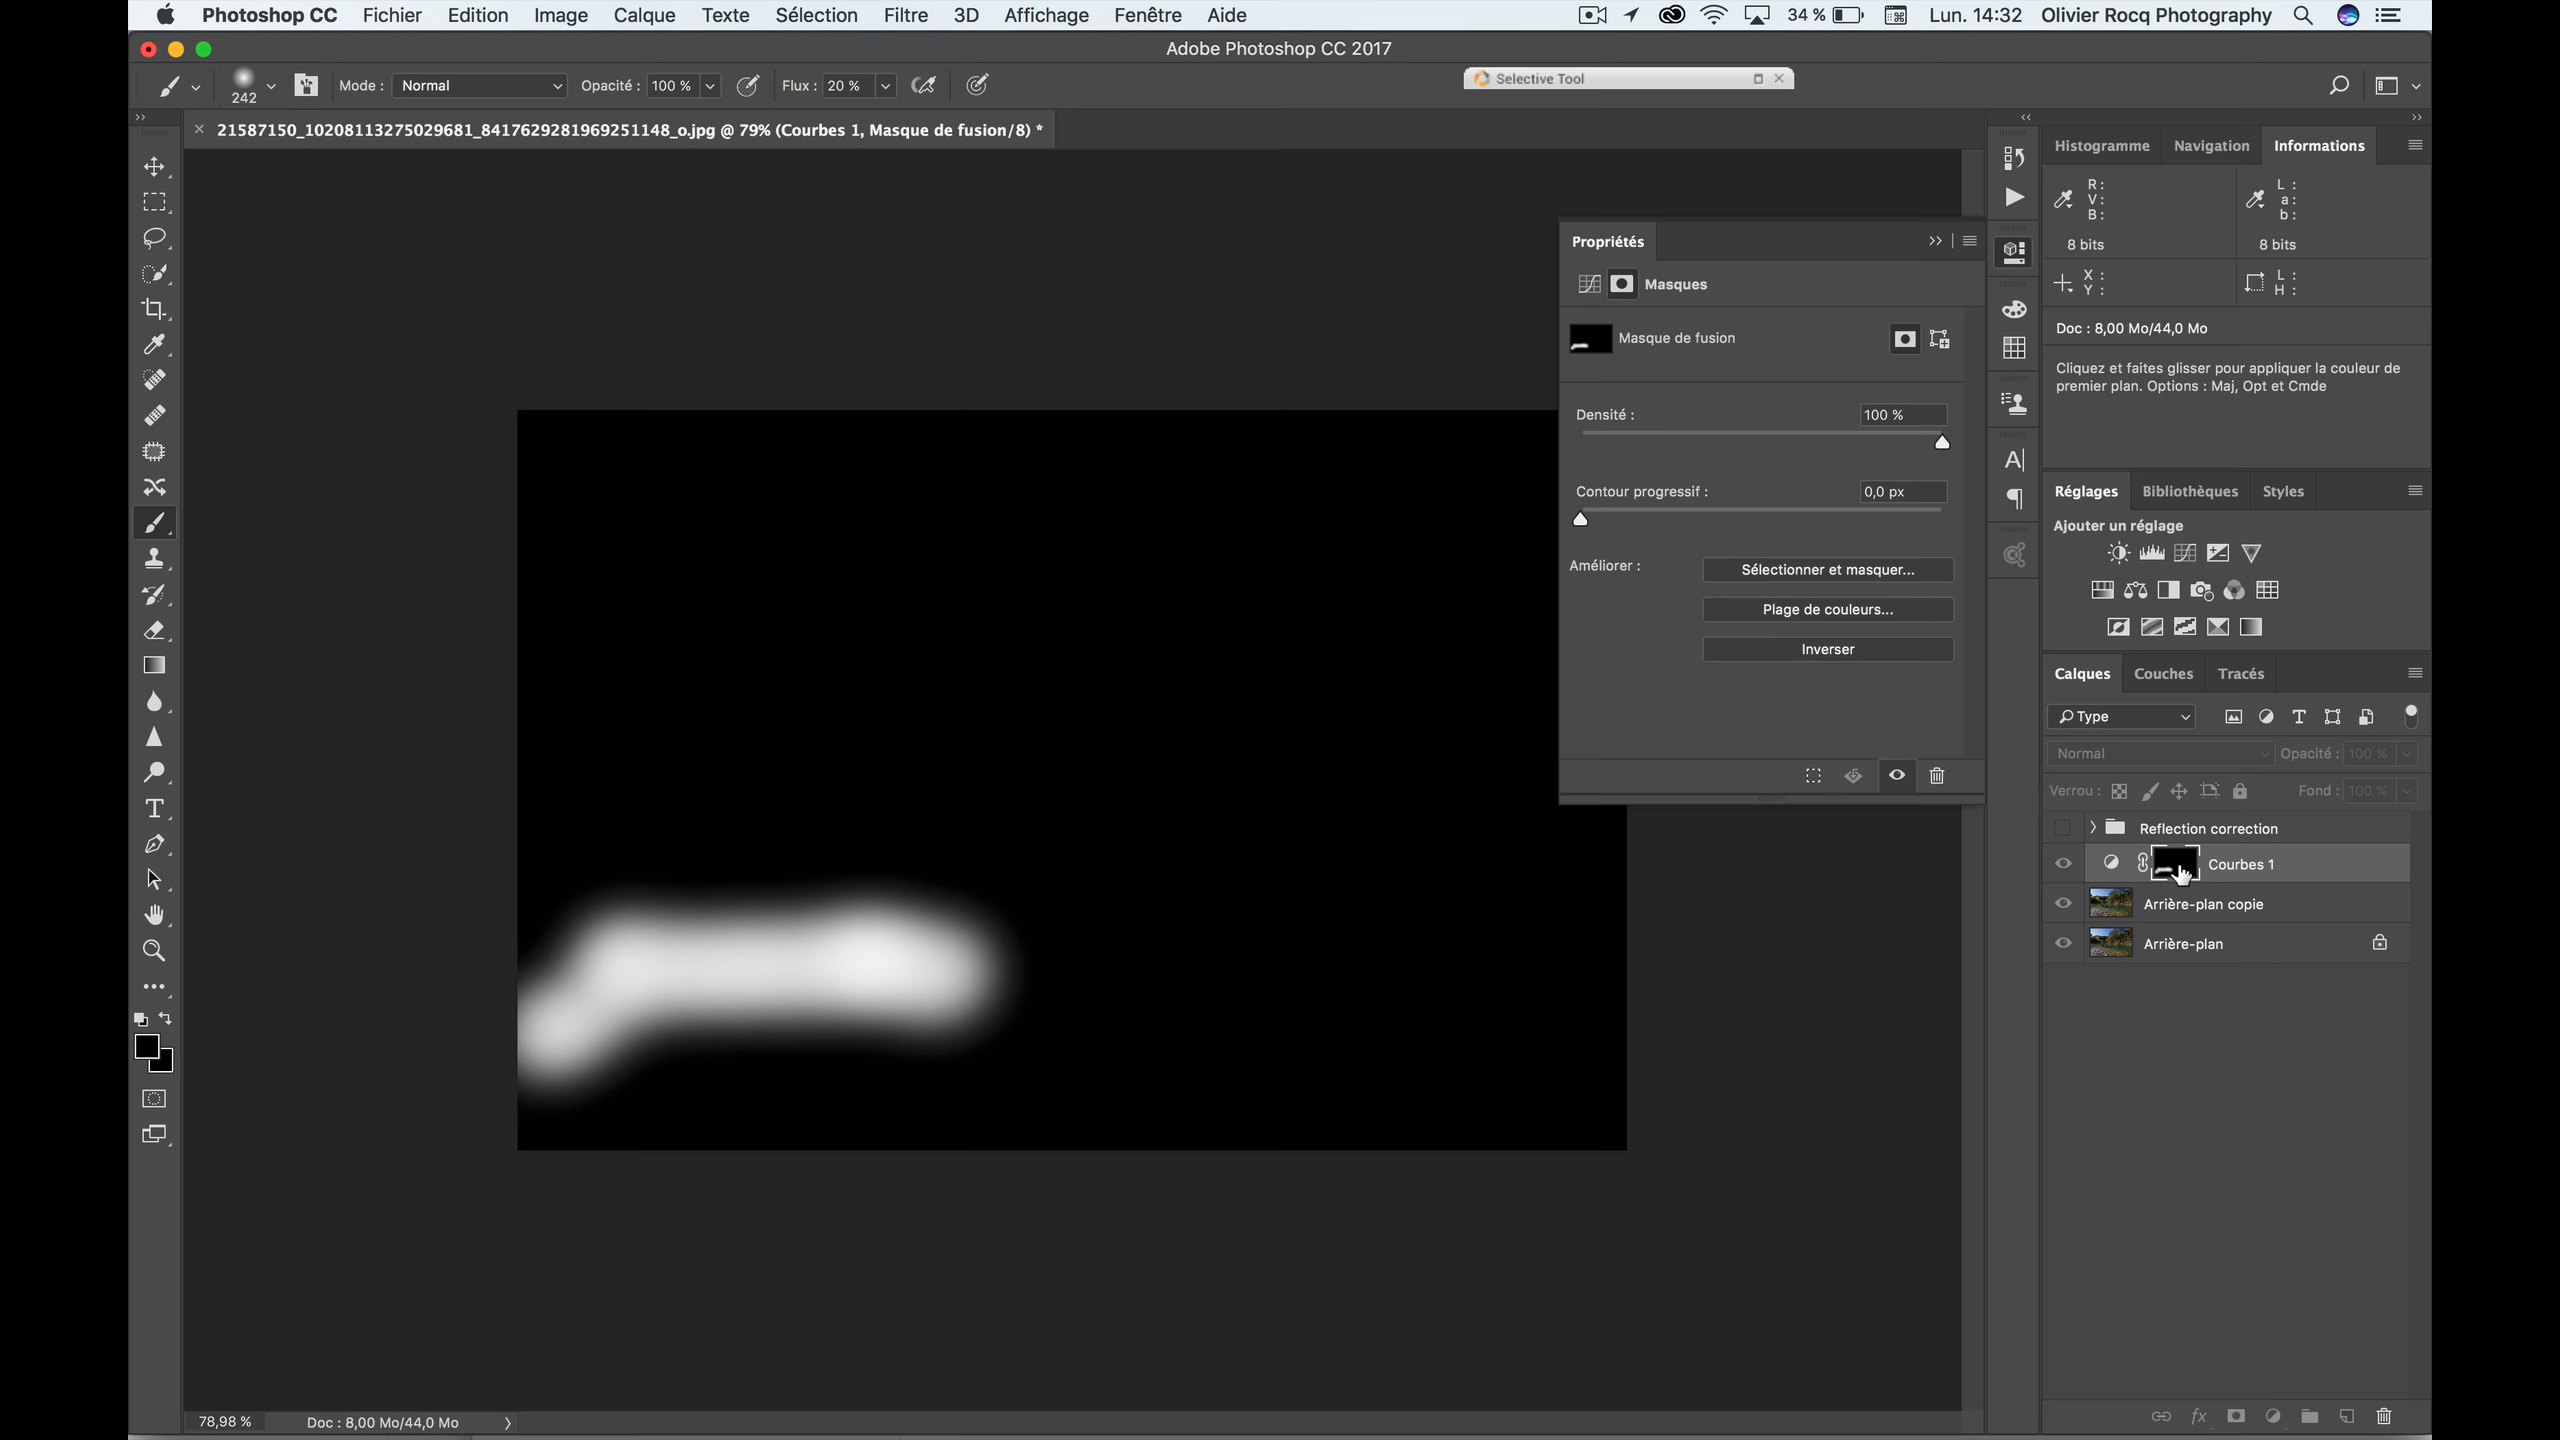 Photoshop CC Fichier Edition Image Calque Texte Sélection Filtre 3D Affichage Fenêtre Aide 34 % Lun. 14:32 Olivier Rocq Photography
Adobe Photoshop CC 2017
242 Mode : Normal Opacité : 100 % Flux : 20 %
Selective Tool
21587150_10208113275029681_8417629281969251148_o.jpg @ 79% (Courbes 1, Masque de fusion/8) *
Histogramme Navigation Informations
R :
V :
B :
8 bits
L :
a :
b :
8 bits
X :
Y :
L :
H :
Doc : 8,00 Mo/44,0 Mo
Cliquez et faites glisser pour appliquer la couleur de
premier plan. Options : Maj, Opt et Cmde
Propriétés
Masques
Masque de fusion
Densité : 100 %
Contour progressif : 0,0 px
Améliorer : Sélectionner et masquer...
Plage de couleurs...
Inverser
Réglages Bibliothèques Styles
Ajouter un réglage
Calques Couches Tracés
Type
Normal Opacité : 100 %
Verrou : Fond : 100 %
Reflection correction
Courbes 1
Arrière-plan copie
Arrière-plan
fx
78,98 % Doc : 8,00 Mo/44,0 Mo